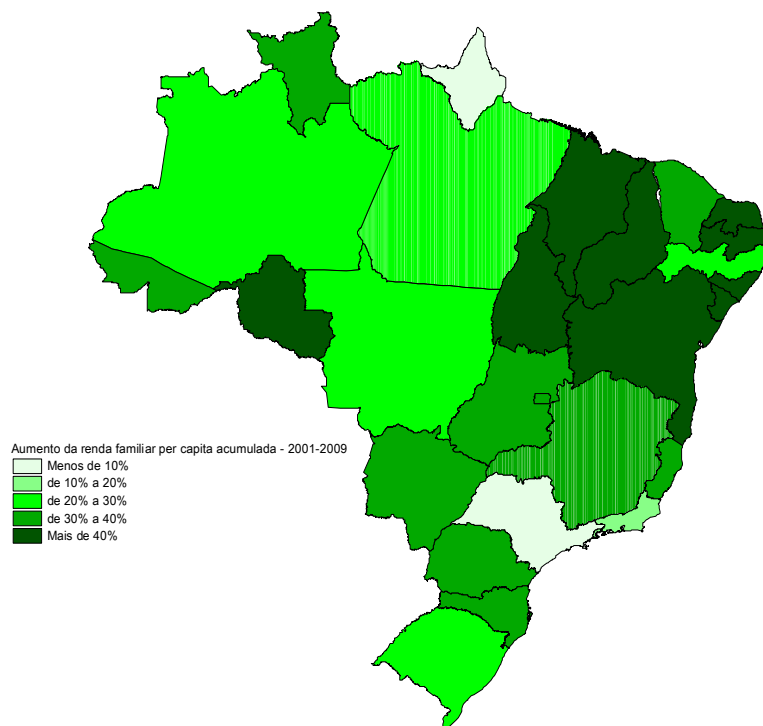 Aumento da renda familiar per capita acumulada - 2001-2009
Menos de 10%
de 10% a 20%
de 20% a 30%
de 30% a 40%
Mais de 40%